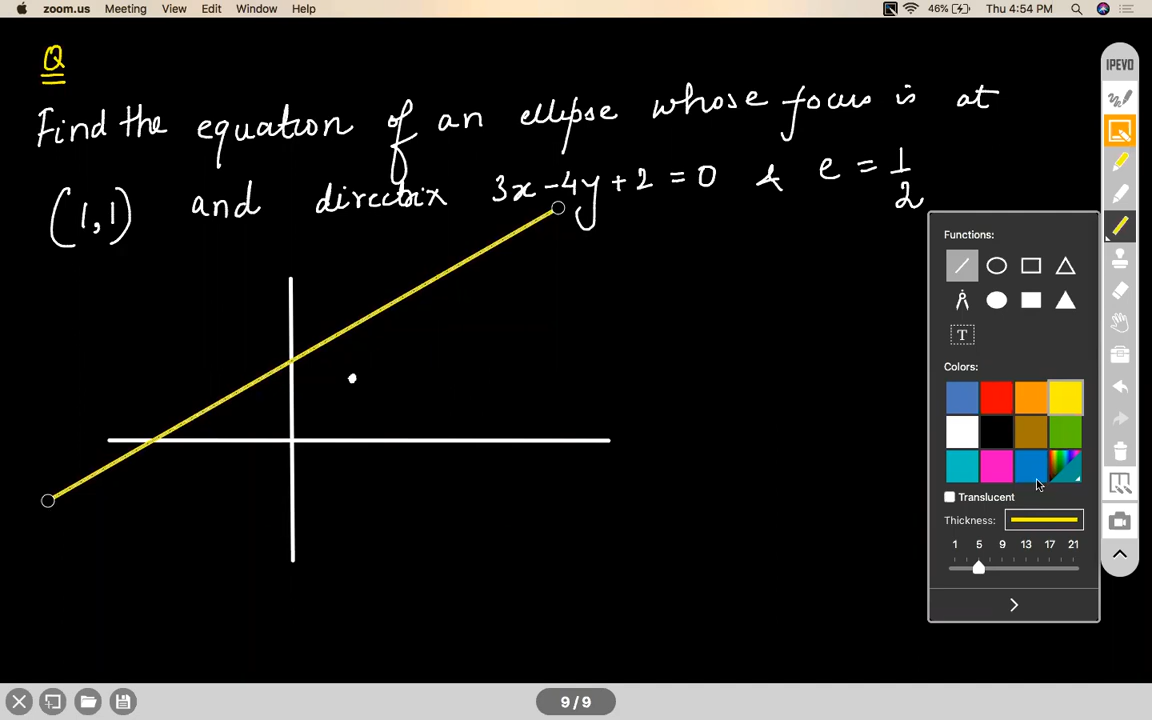 zoom.us Meeting View Edit Window Help 46% Thu 4:54 PM
Q
IPEVO
Find the equation of an ellipse whose focus is at
(1,1) and directrix 3x-4y+2=0 & e = 1/2
Functions:
T
Colors:
Translucent
Thickness:
1 5 9 13 17 21
9 / 9